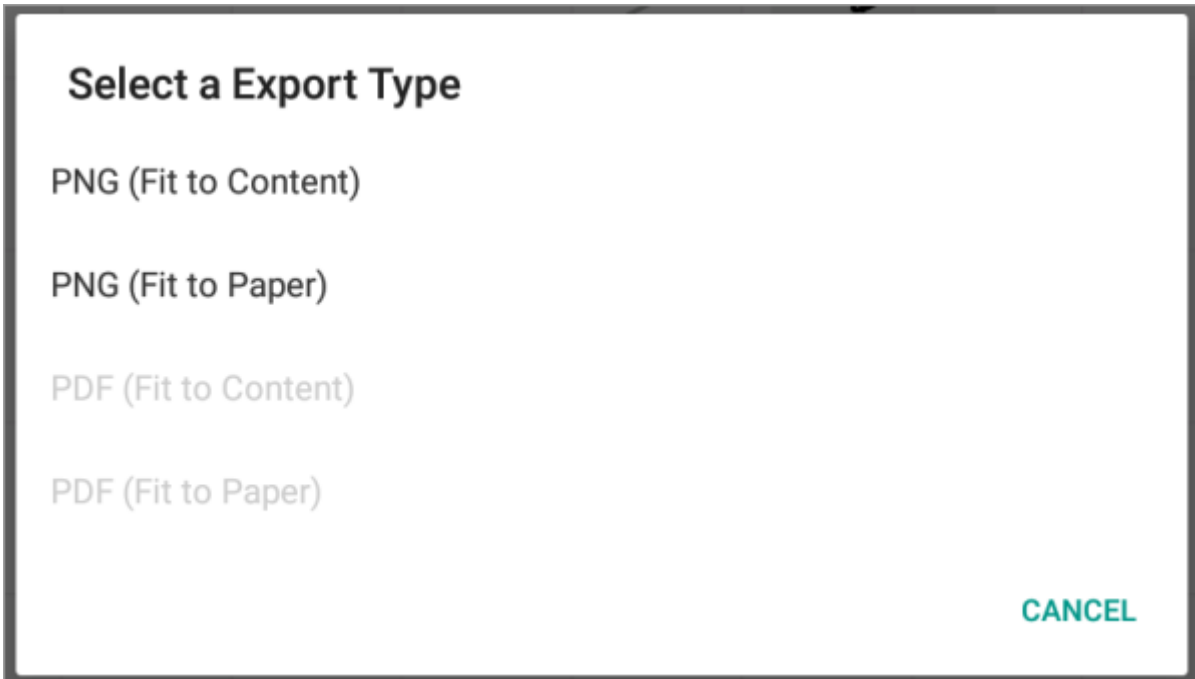 Select a Export Type
PNG (Fit to Content)
PNG (Fit to Paper)
PDF (Fit to Content)
PDF (Fit to Paper)
CANCEL